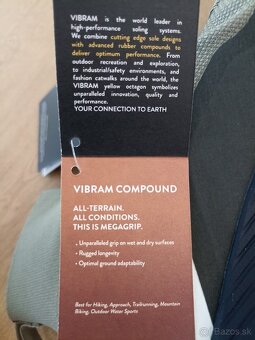 VIBRAM is the world leader in
high-performance soling systems.
We combine cutting edge sole designs
with advanced rubber compounds to
deliver optimum performance. From
outdoor recreation and exploration,
to industrial/safety environments, and
fashion catwalks around the world, the
VIBRAM yellow octagon symbolizes
unparalleled innovation, quality and
performance.
YOUR CONNECTION TO EARTH
VIBRAM COMPOUND
ALL-TERRAIN.
ALL CONDITIONS.
THIS IS MEGAGRIP.
• Unparalleled grip on wet and dry surfaces
• Rugged longevity
• Optimal ground adaptability
Best for Hiking, Approach, Trailrunning, Mountain
Biking, Outdoor Water Sports
bazos.sk